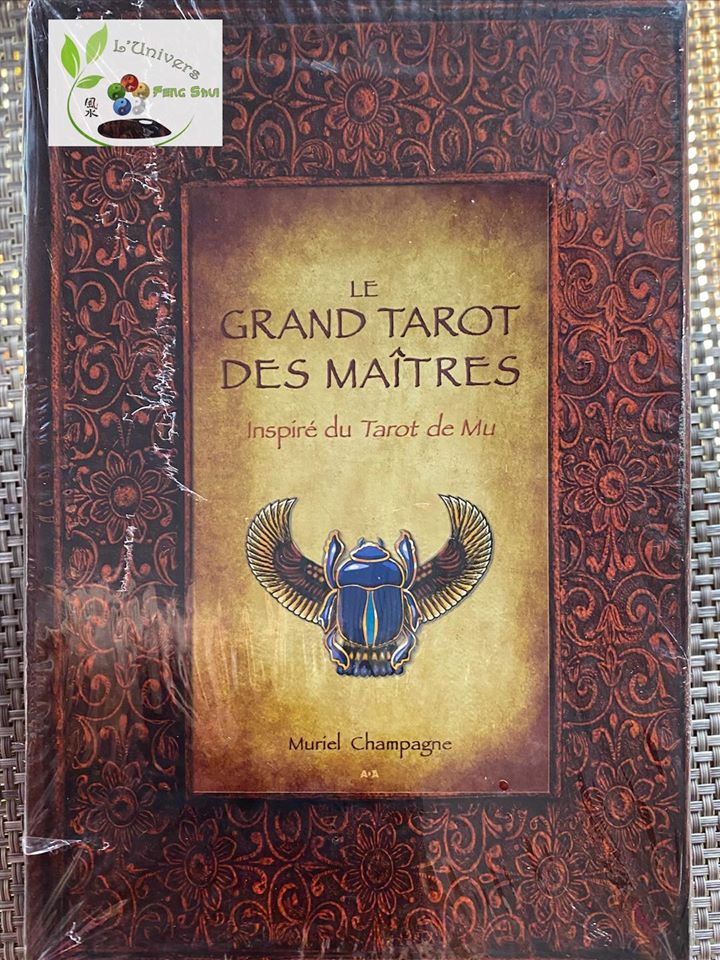 L'Univers
Feng Shui
風水
LE
GRAND TAROT
DES MAÎTRES
Inspiré du Tarot de Mu
Muriel Champagne
A•A